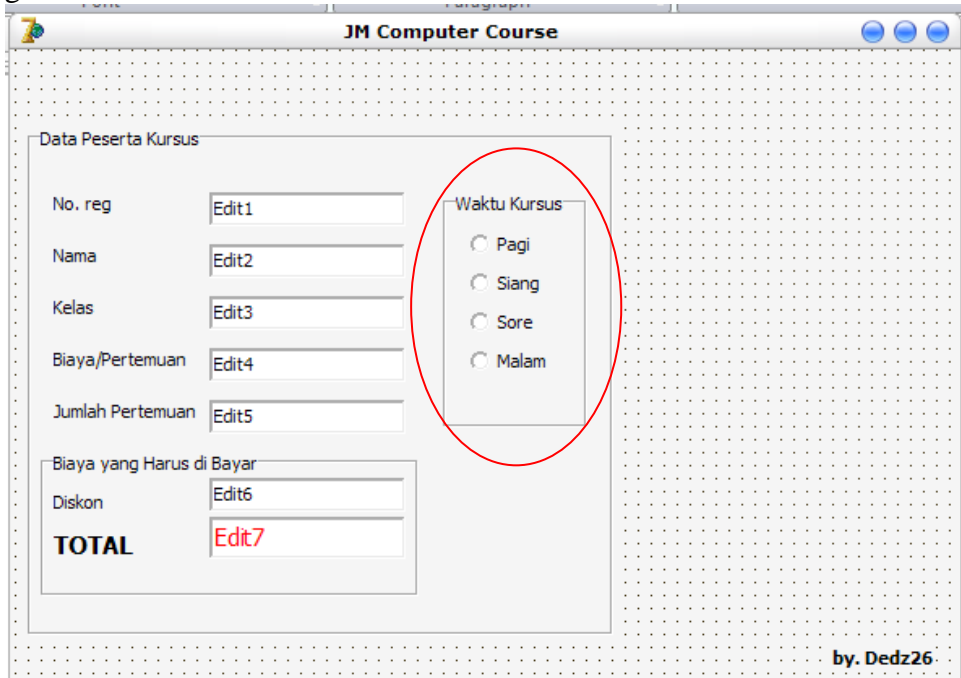 JM Computer Course
Data Peserta Kursus
No. reg Edit1
Nama Edit2
Kelas Edit3
Biaya/Pertemuan Edit4
Jumlah Pertemuan Edit5
Waktu Kursus
Pagi
Siang
Sore
Malam
Biaya yang Harus di Bayar
Diskon Edit6
TOTAL Edit7
by. Dedz26